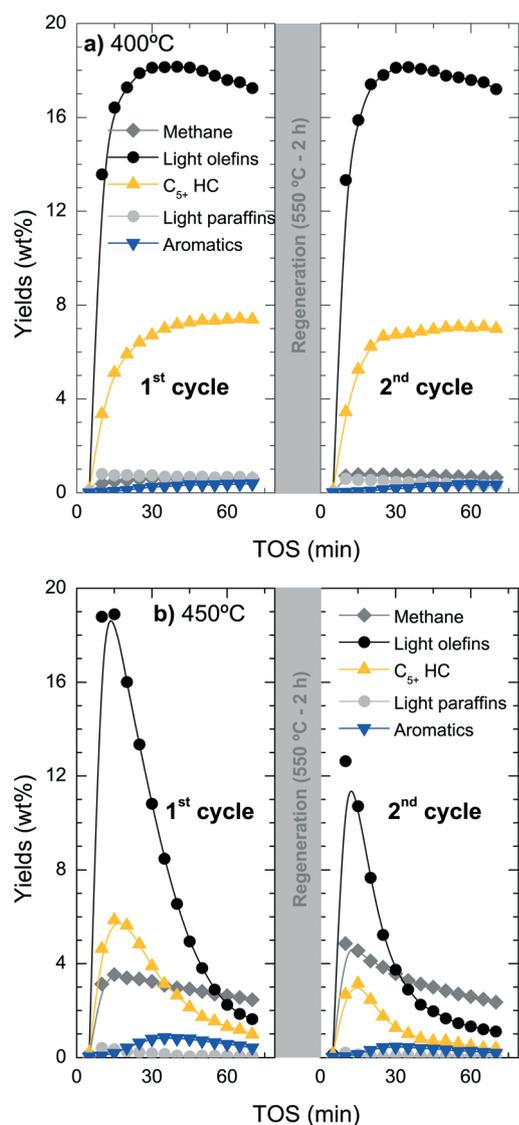 20
16
12
8
4
0
Yields (wt%)
a) 400ºC
Methane
Light olefins
C5+ HC
Light paraffins
Aromatics
1st cycle
Regeneration (550 ºC - 2 h)
2nd cycle
0 30 60 0 30 60
TOS (min)
20
16
12
8
4
0
Yields (wt%)
b) 450ºC
1st cycle
Regeneration (550 ºC - 2 h)
Methane
Light olefins
C5+ HC
Light paraffins
Aromatics
2nd cycle
0 30 60 0 30 60
TOS (min)